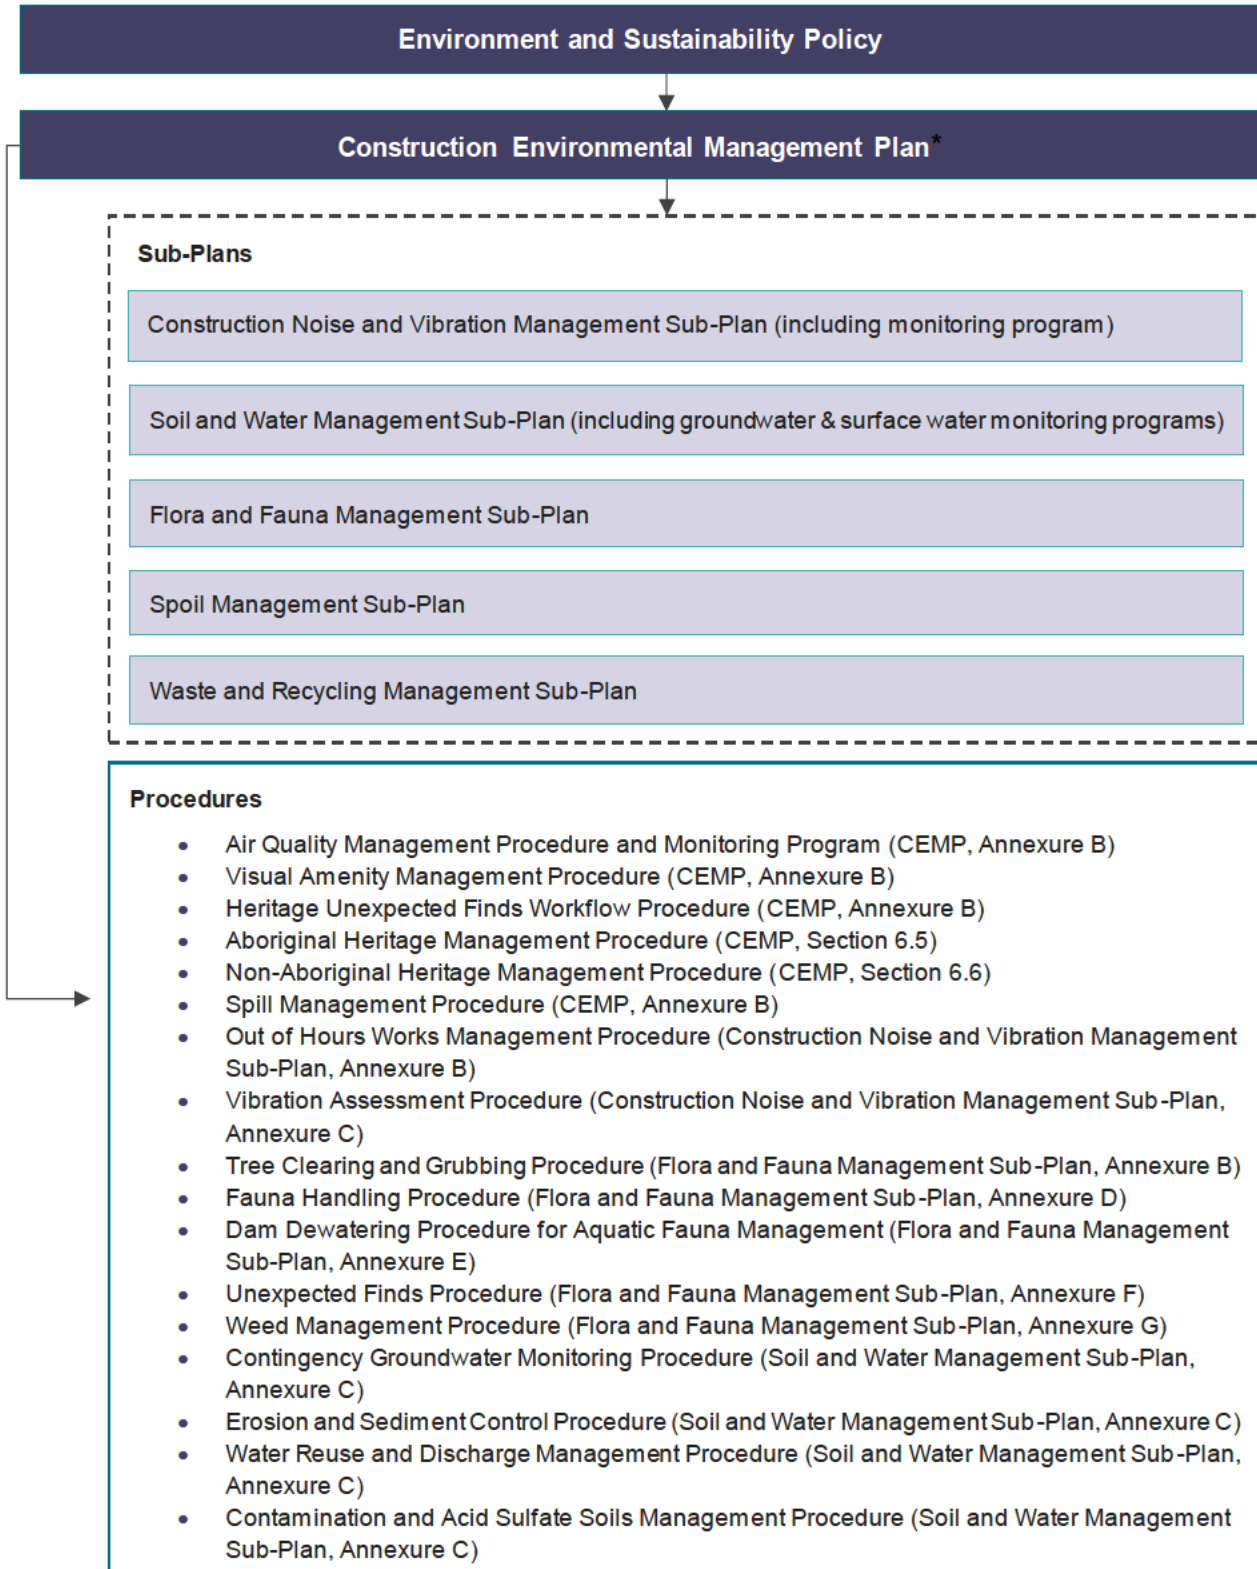 Environment and Sustainability Policy
Construction Environmental Management Plan*
Sub-Plans
Construction Noise and Vibration Management Sub-Plan (including monitoring program)
Soil and Water Management Sub-Plan (including groundwater & surface water monitoring programs)
Flora and Fauna Management Sub-Plan
Spoil Management Sub-Plan
Waste and Recycling Management Sub-Plan
Procedures
• Air Quality Management Procedure and Monitoring Program (CEMP, Annexure B)
• Visual Amenity Management Procedure (CEMP, Annexure B)
• Heritage Unexpected Finds Workflow Procedure (CEMP, Annexure B)
• Aboriginal Heritage Management Procedure (CEMP, Section 6.5)
• Non-Aboriginal Heritage Management Procedure (CEMP, Section 6.6)
• Spill Management Procedure (CEMP, Annexure B)
• Out of Hours Works Management Procedure (Construction Noise and Vibration Management
Sub-Plan, Annexure B)
• Vibration Assessment Procedure (Construction Noise and Vibration Management Sub-Plan,
Annexure C)
• Tree Clearing and Grubbing Procedure (Flora and Fauna Management Sub-Plan, Annexure B)
• Fauna Handling Procedure (Flora and Fauna Management Sub-Plan, Annexure D)
• Dam Dewatering Procedure for Aquatic Fauna Management (Flora and Fauna Management
Sub-Plan, Annexure E)
• Unexpected Finds Procedure (Flora and Fauna Management Sub-Plan, Annexure F)
• Weed Management Procedure (Flora and Fauna Management Sub-Plan, Annexure G)
• Contingency Groundwater Monitoring Procedure (Soil and Water Management Sub-Plan,
Annexure C)
• Erosion and Sediment Control Procedure (Soil and Water Management Sub-Plan, Annexure C)
• Water Reuse and Discharge Management Procedure (Soil and Water Management Sub-Plan,
Annexure C)
• Contamination and Acid Sulfate Soils Management Procedure (Soil and Water Management
Sub-Plan, Annexure C)